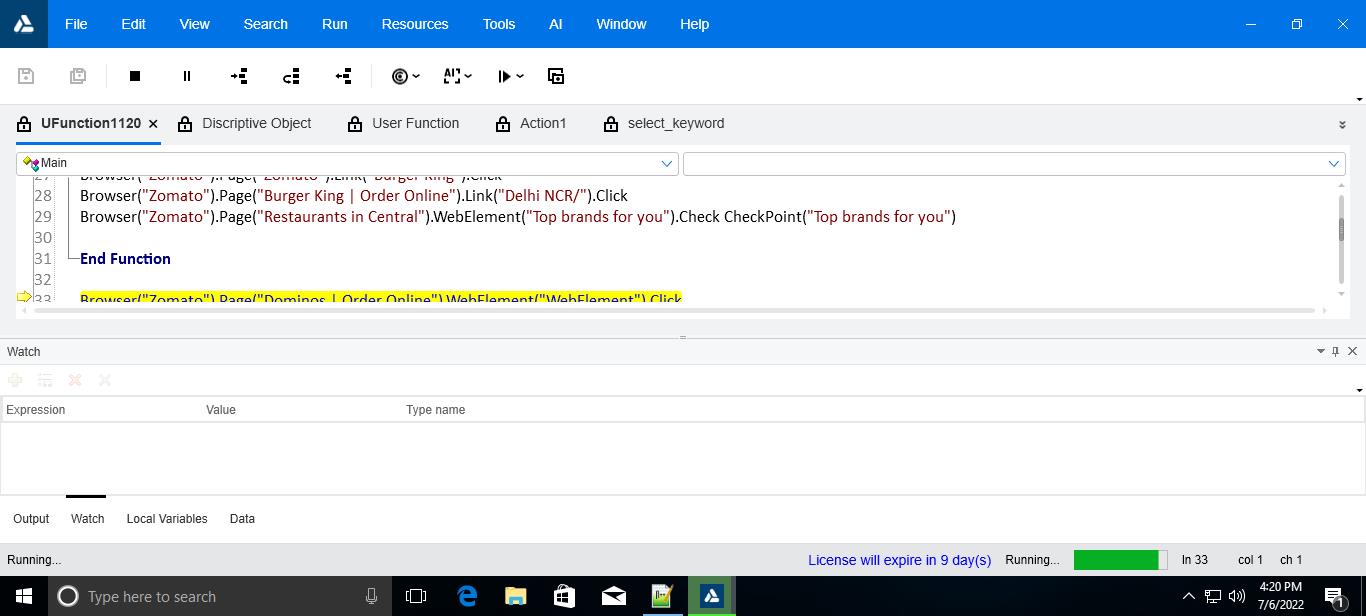 File Edit View Search Run Resources Tools AI Window Help
UFunction1120 Discriptive Object User Function Action1 select_keyword
Main
27 Browser("Zomato").Page("Zomato").Link("Burger King").Click
28 Browser("Zomato").Page("Burger King | Order Online").Link("Delhi NCR/").Click
29 Browser("Zomato").Page("Restaurants in Central").WebElement("Top brands for you").Check CheckPoint("Top brands for you")
30
31 End Function
32
33 Browser("Zomato").Page("Dominos | Order Online").WebElement("WebElement").Click
Watch
Expression Value Type name
Output Watch Local Variables Data
Running... License will expire in 9 day(s) Running... ln 33 col 1 ch 1
Type here to search
4:20 PM
7/6/2022
1